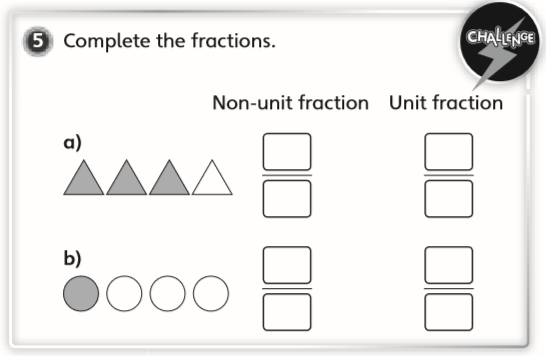 CHALLENGE
5 Complete the fractions.
Non-unit fraction Unit fraction
a)
b)